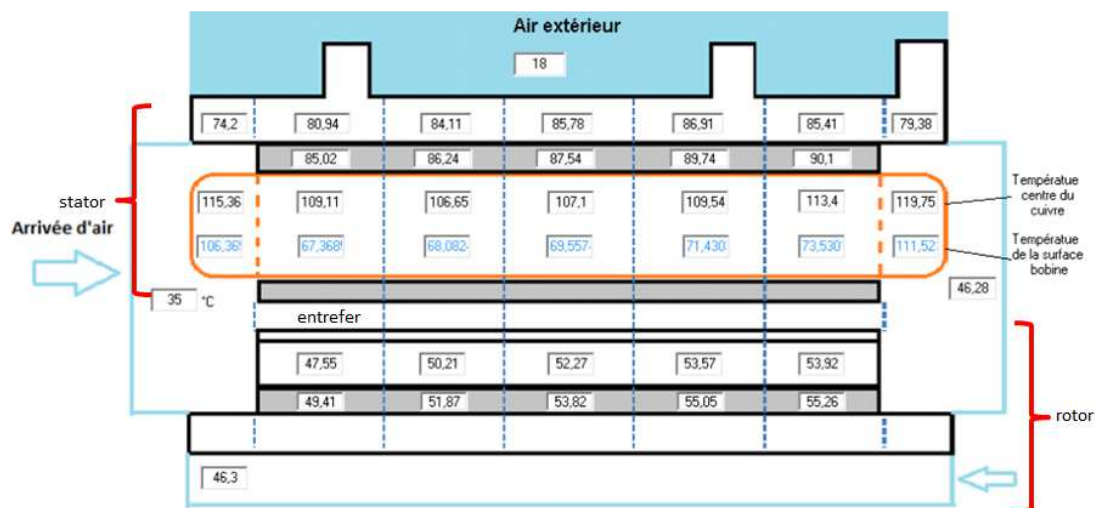 Air extérieur
18
74,2 80,94 84,11 85,78 86,91 85,41 79,38
85,02 86,24 87,54 89,74 90,1
stator
115,36 109,11 106,65 107,1 109,54 113,4 119,75
Températue
centre du
cuivre
Arrivée d'air
106,36 67,368 68,082 69,557 71,430 73,530 111,52
Températue
de la surface
bobine
35 °C
46,28
entrefer
47,55 50,21 52,27 53,57 53,92
49,41 51,87 53,82 55,05 55,26
rotor
46,3